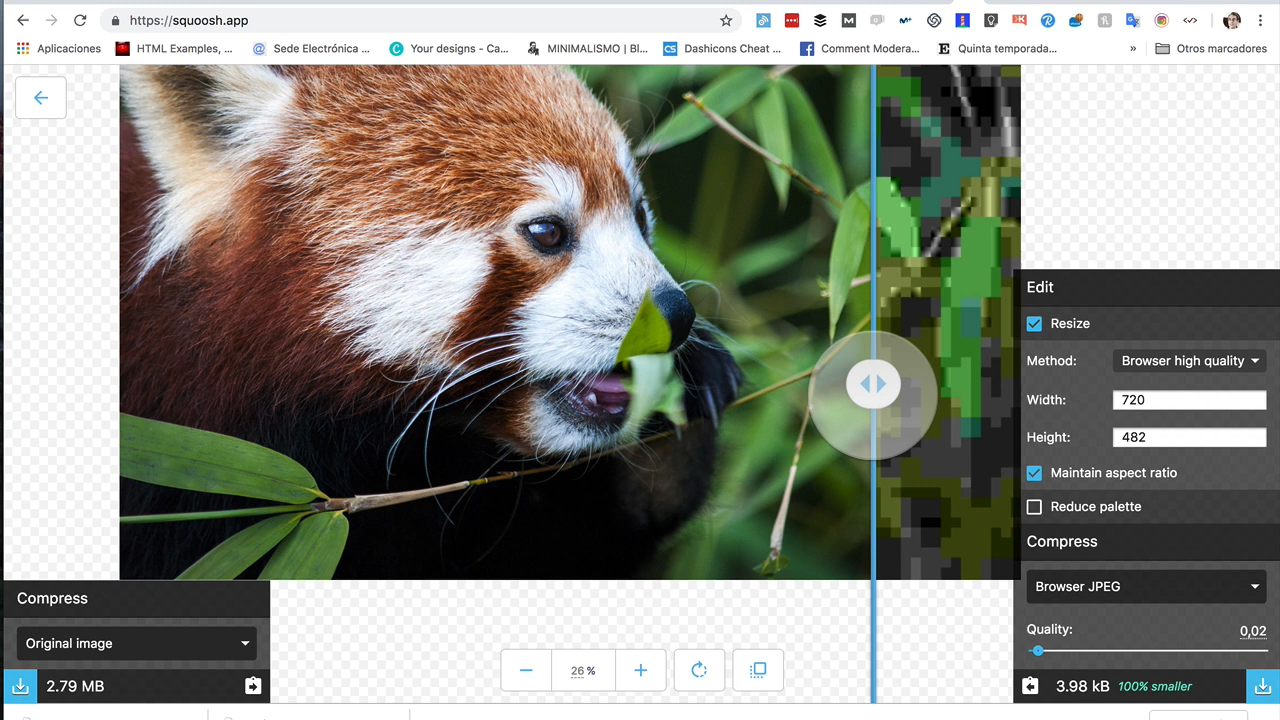 https://squoosh.app
Aplicaciones
HTML Examples, ...
Sede Electrónica ...
Your designs - Ca...
MINIMALISMO | Bl...
Dashicons Cheat ...
Comment Modera...
Quinta temporada...
»
Otros marcadores
Edit
Resize
Method: Browser high quality
Width: 720
Height: 482
Maintain aspect ratio
Reduce palette
Compress
Browser JPEG
Quality: 0,02
3.98 kB 100% smaller
Compress
Original image
2.79 MB
26 %